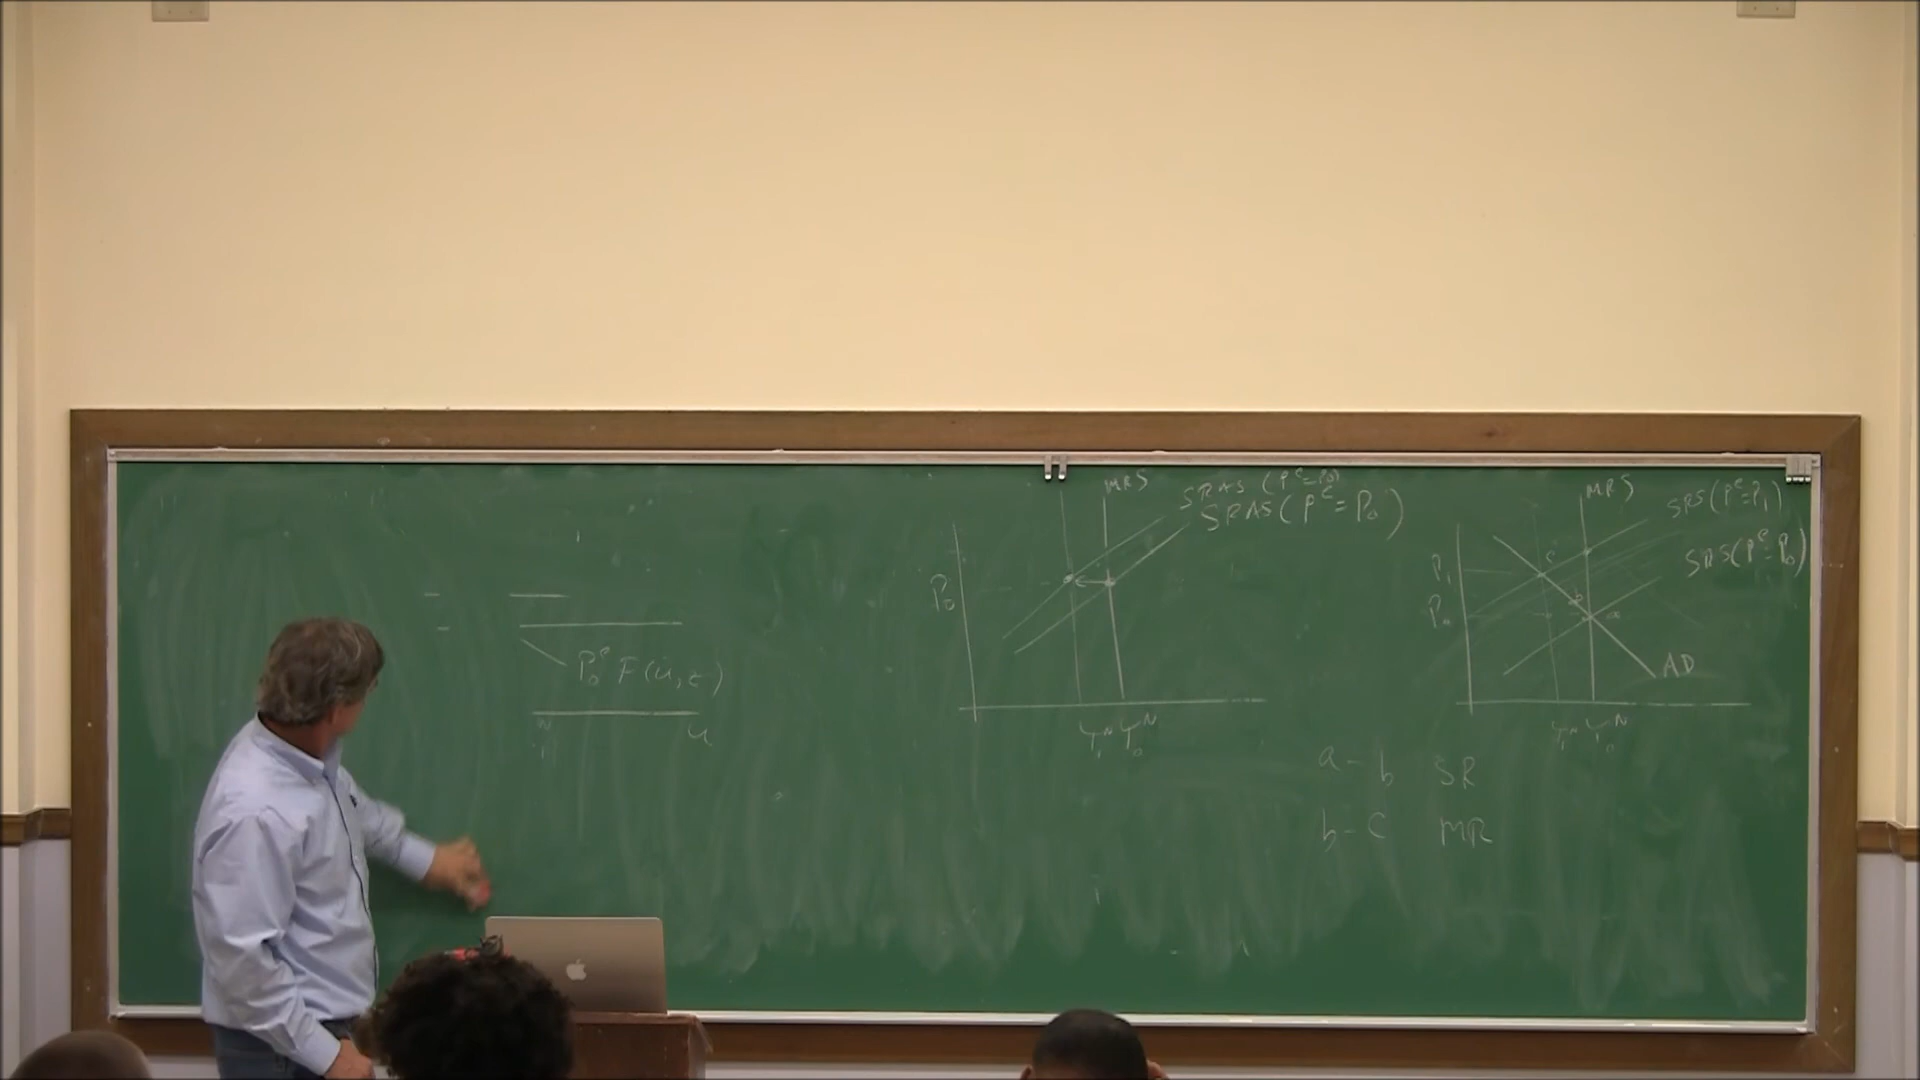 P₀ᵉ F(u, z)
u
MRS
SRAS (Pᵉ=P₀)
SRAS (Pᵉ=P₀)
P₀
Y₁ᴺ Y₀ᴺ
MRS
SRS (Pᵉ=P₁)
SRS (Pᵉ=P₀)
P₁
P₀
c
b
a
AD
Y₁ᴺ Y₀ᴺ
a - b SR
b - c MR